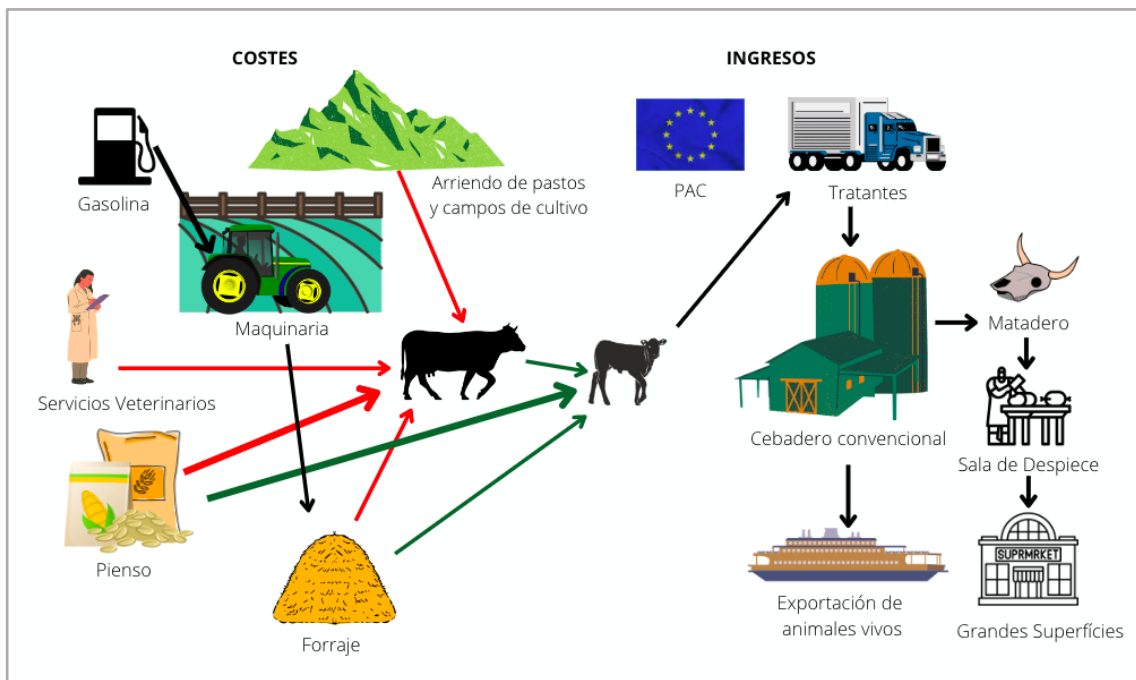 COSTES
INGRESOS
Gasolina
Arriendo de pastos
y campos de cultivo
PAC
Tratantes
Maquinaria
Matadero
Servicios Veterinarios
Cebadero convencional
Sala de Despiece
Pienso
SUPRMRKET
Exportación de
animales vivos
Grandes Superfícies
Forraje